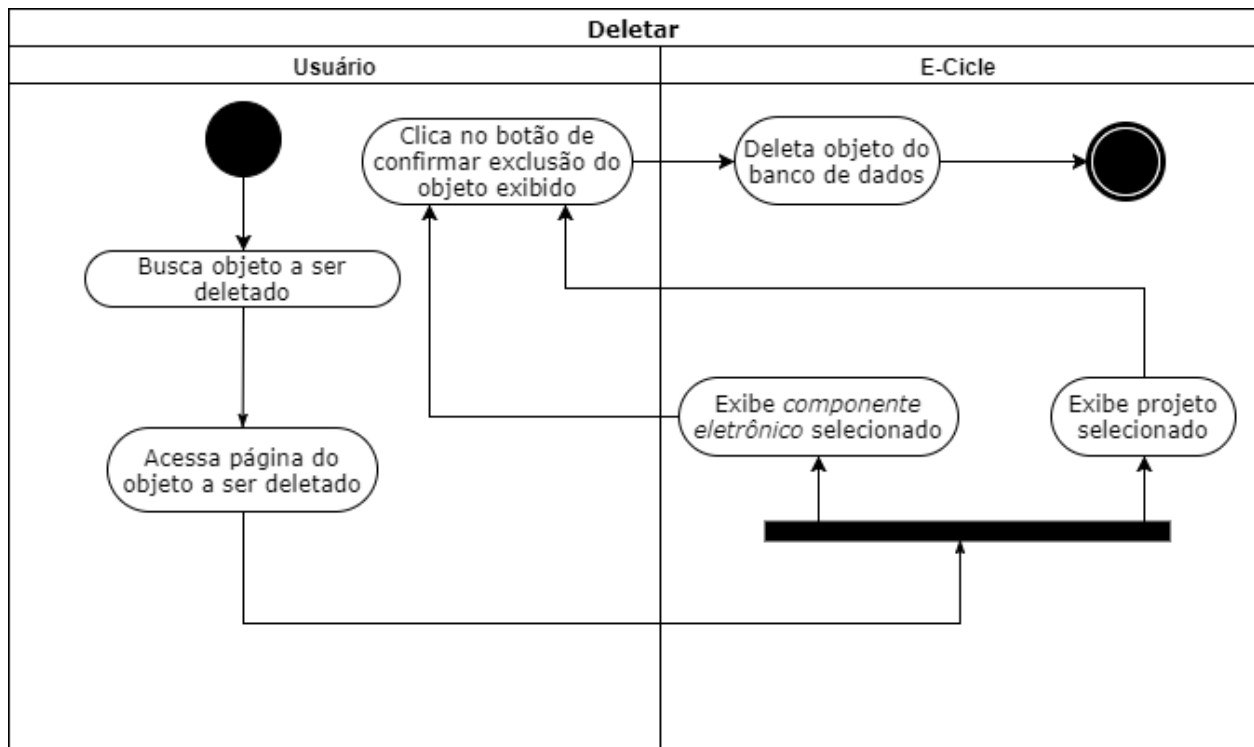 Deletar
Usuário
E-Cicle
Clica no botão de
confirmar exclusão do
objeto exibido
Deleta objeto do
banco de dados
Busca objeto a ser
deletado
Exibe componente
eletrônico selecionado
Exibe projeto
selecionado
Acessa página do
objeto a ser deletado